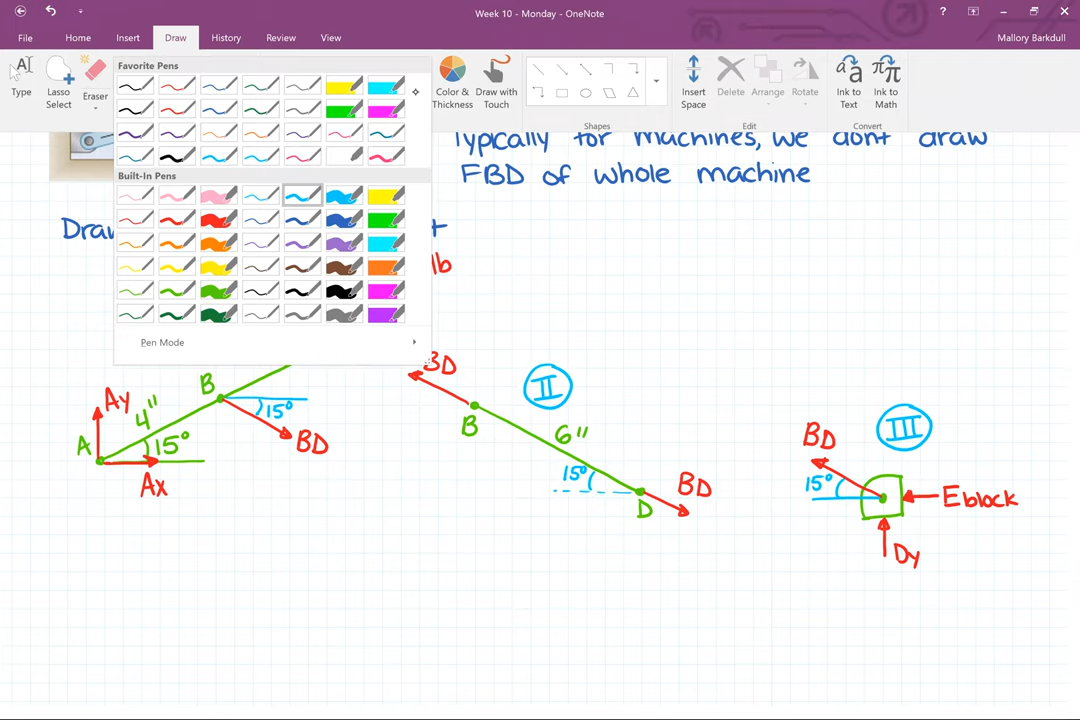 Week 10 - Monday - OneNote
File Home Insert Draw History Review View
Mallory Barkdull
Type
Lasso Select
Eraser
Favorite Pens
Built-In Pens
Pen Mode
Color & Thickness
Draw with Touch
Shapes
Insert Space
Delete
Arrange
Rotate
Edit
Ink to Text
Ink to Math
Convert
Typically for Machines, we dont draw
FBD of whole machine
Draw
lb
Ay
4"
B
15°
BD
A
15°
Ax
BD
II
B
6"
15°
BD
D
III
BD
15°
Eblock
Dy